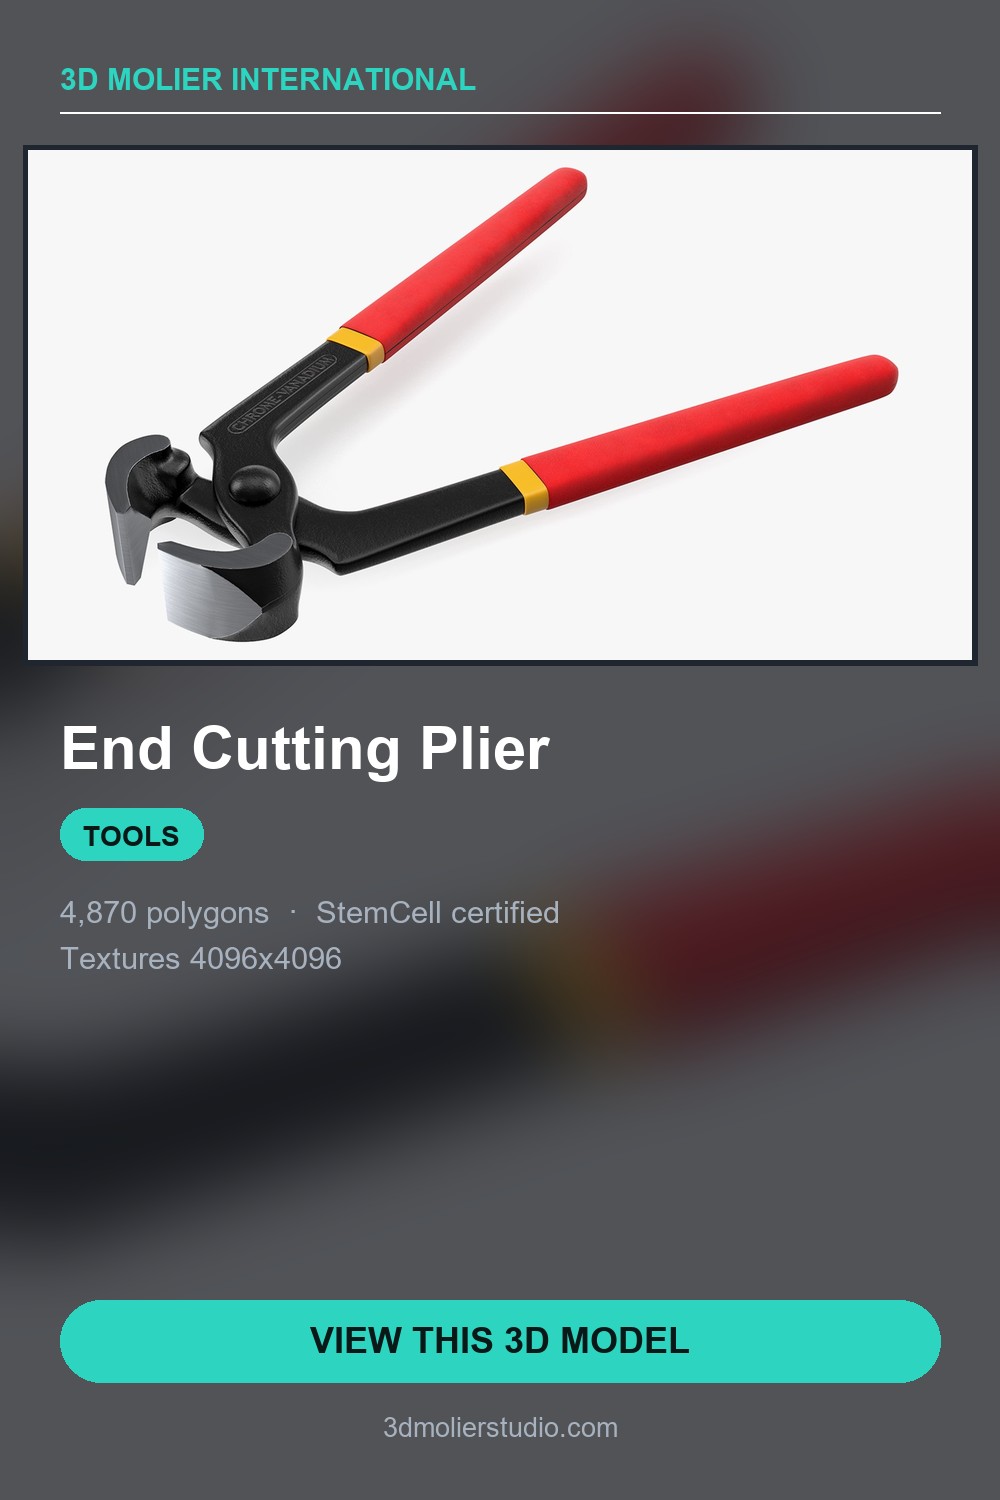 3D MOLIER INTERNATIONAL
CHROME-VANADIUM
End Cutting Plier
TOOLS
4,870 polygons · StemCell certified
Textures 4096x4096
VIEW THIS 3D MODEL
3dmolierstudio.com